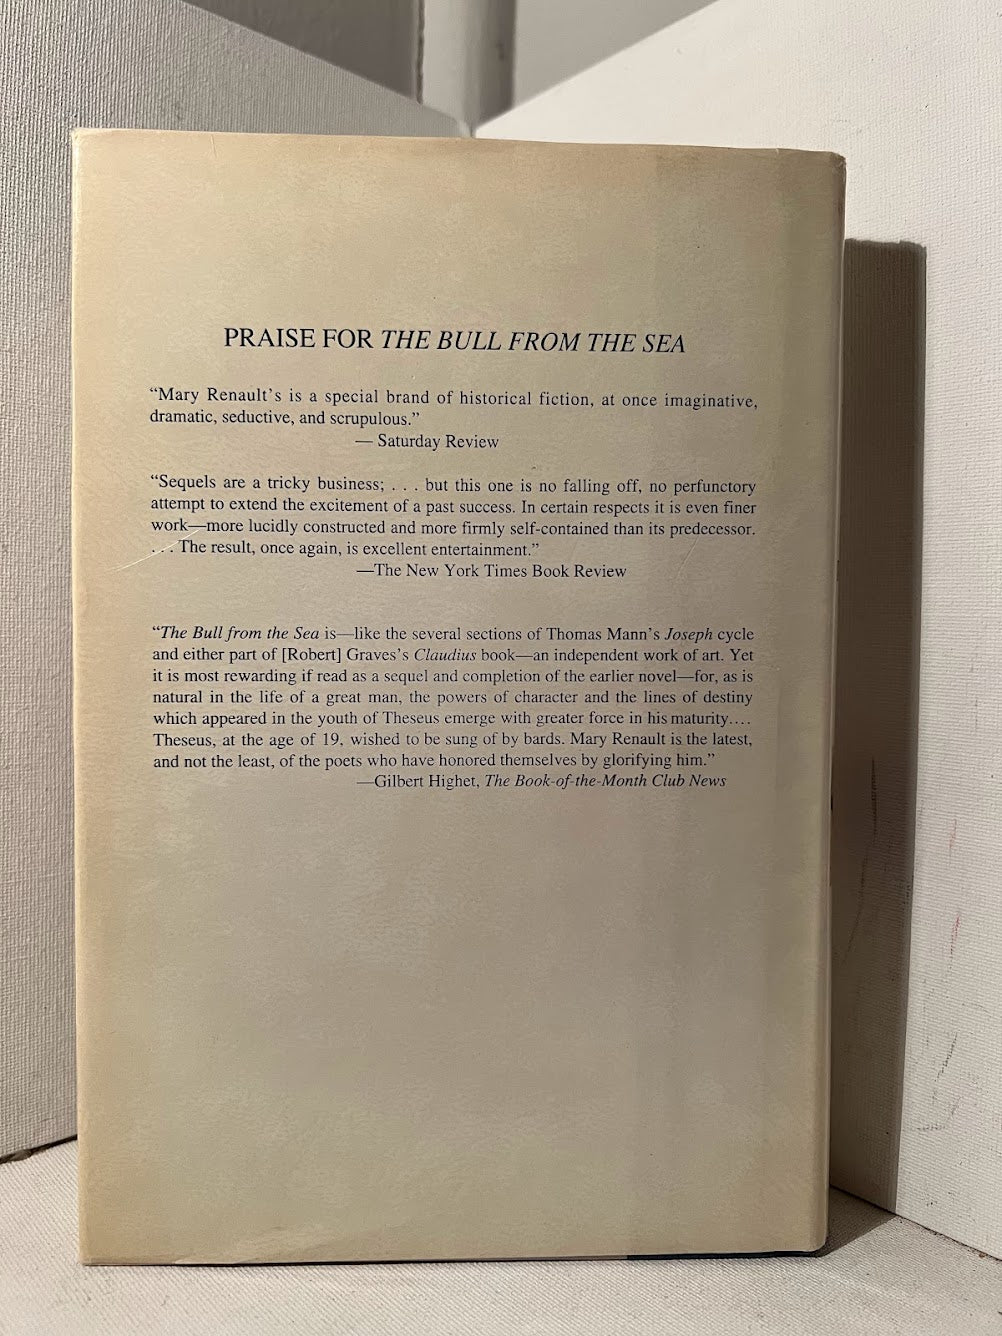 PRAISE FOR THE BULL FROM THE SEA
“Mary Renault’s is a special brand of historical fiction, at once imaginative,
dramatic, seductive, and scrupulous.”
— Saturday Review
“Sequels are a tricky business; . . . but this one is no falling off, no perfunctory
attempt to extend the excitement of a past success. In certain respects it is even finer
work—more lucidly constructed and more firmly self-contained than its predecessor.
. . . The result, once again, is excellent entertainment.”
—The New York Times Book Review
“The Bull from the Sea is—like the several sections of Thomas Mann’s Joseph cycle
and either part of [Robert] Graves’s Claudius book—an independent work of art. Yet
it is most rewarding if read as a sequel and completion of the earlier novel—for, as is
natural in the life of a great man, the powers of character and the lines of destiny
which appeared in the youth of Theseus emerge with greater force in his maturity....
Theseus, at the age of 19, wished to be sung of by bards. Mary Renault is the latest,
and not the least, of the poets who have honored themselves by glorifying him.”
—Gilbert Highet, The Book-of-the-Month Club News